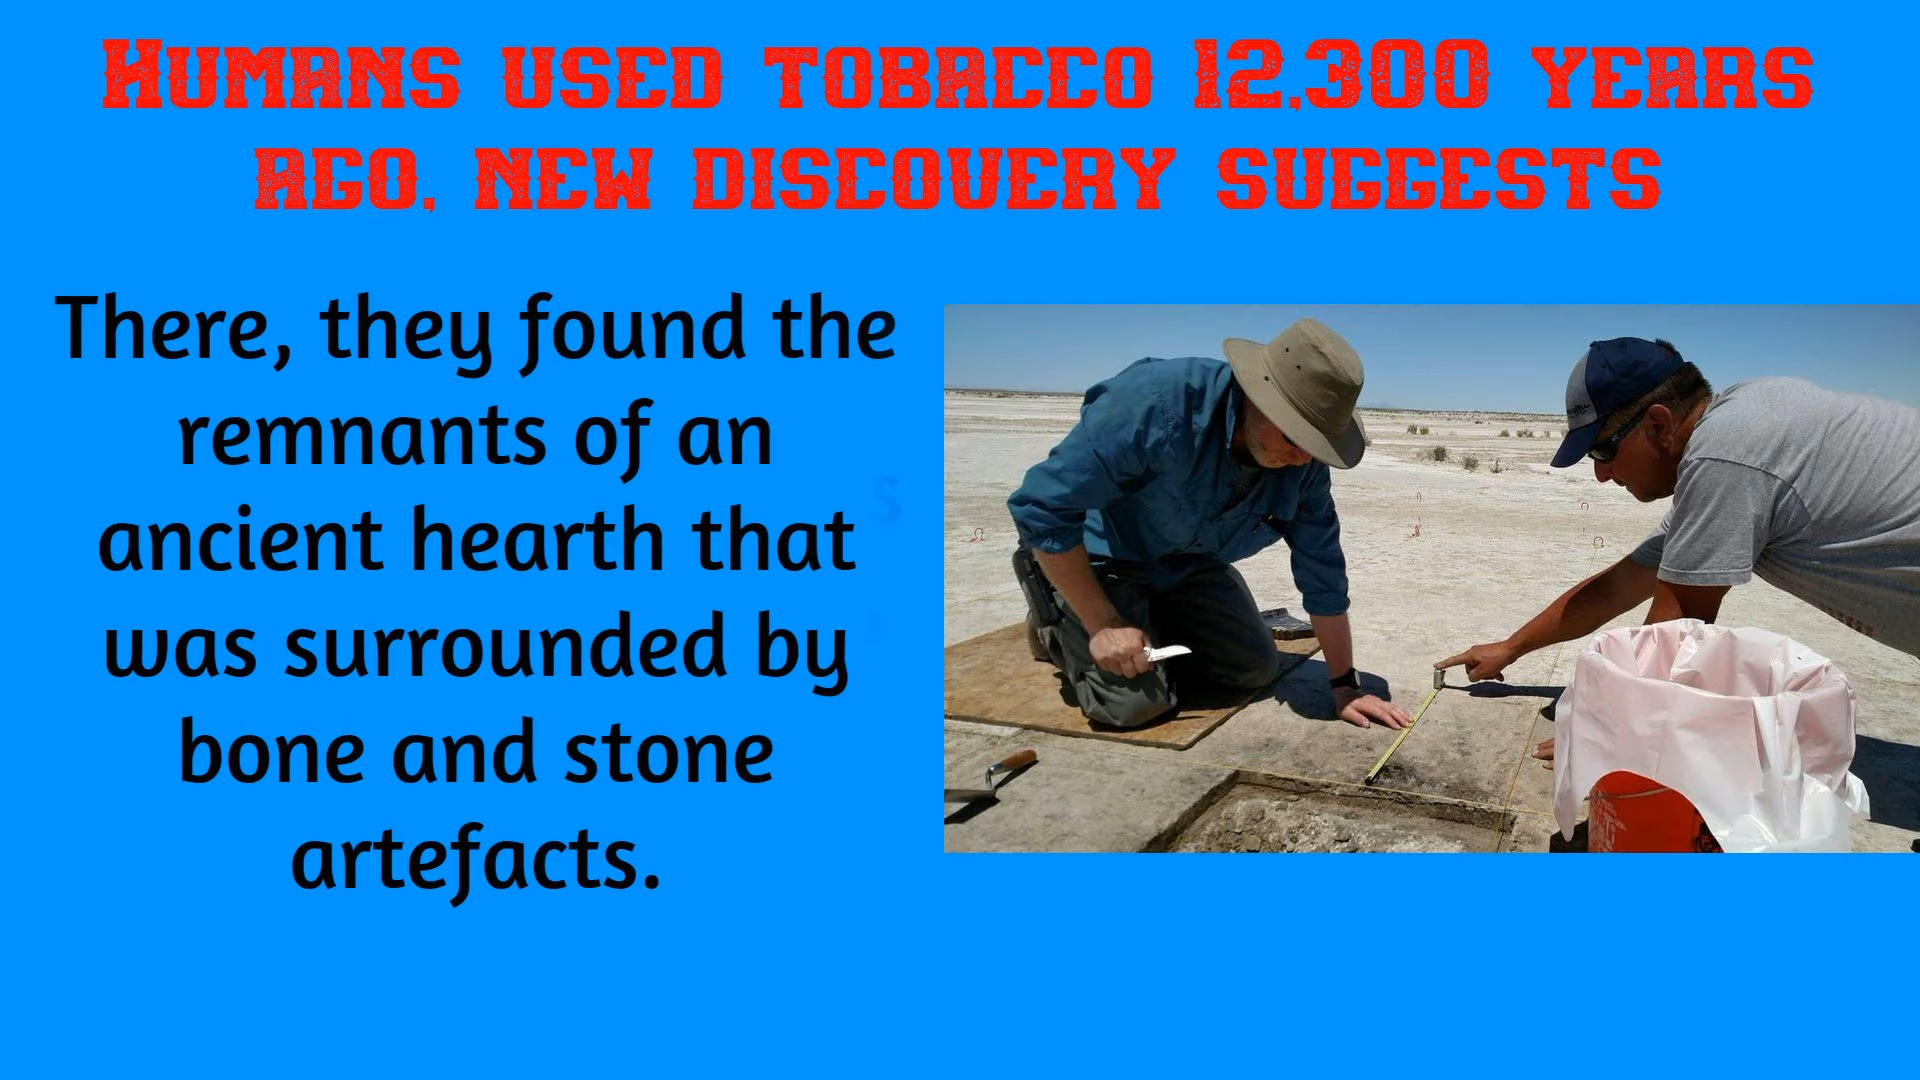 Humans used tobacco 12,300 years
ago, new discovery suggests
There, they found the
remnants of an
ancient hearth that
was surrounded by
bone and stone
artefacts.